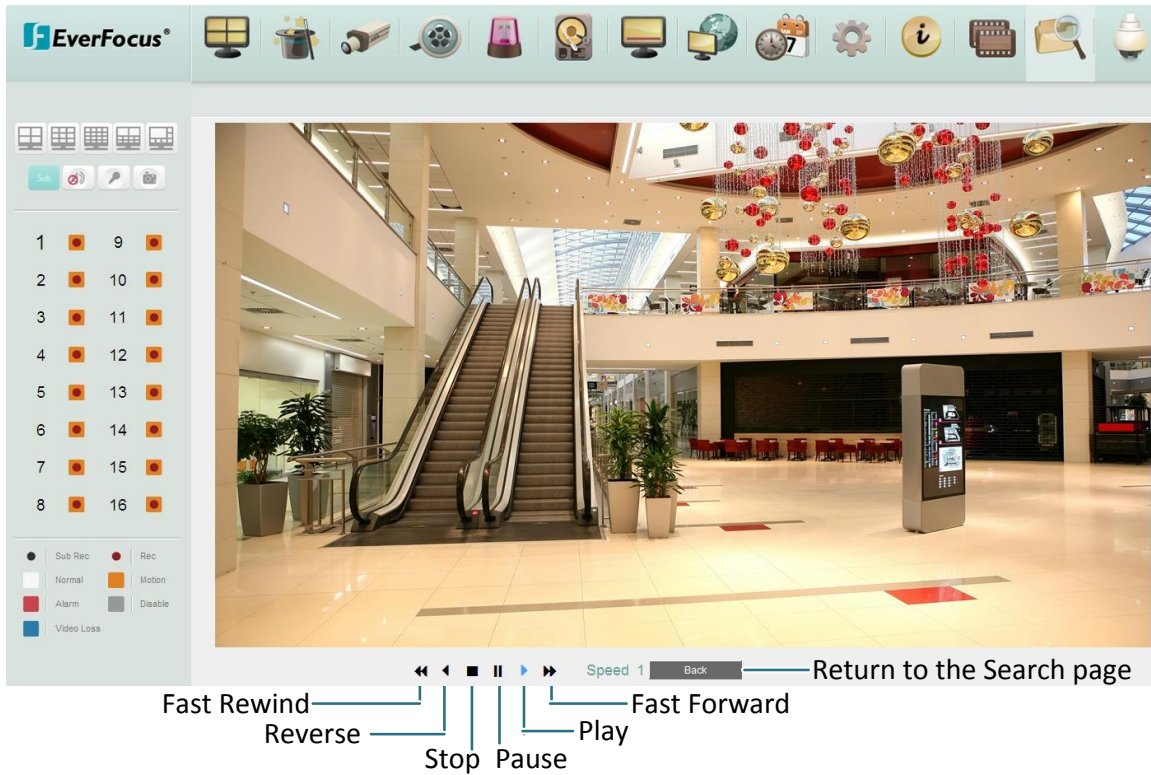 EverFocus®
7
i
Sub
1 9
2 10
3 11
4 12
5 13
6 14
7 15
8 16
Sub Rec Rec
Normal Motion
Alarm Disable
Video Loss
Speed 1 Back Return to the Search page
Fast Rewind Fast Forward
Reverse Play
Stop Pause